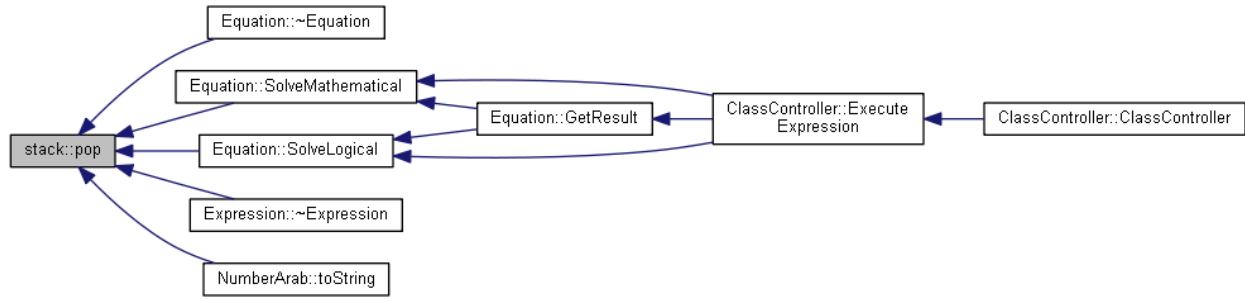 Equation::~Equation
Equation::SolveMathematical
ClassController::Execute
Expression
Equation::GetResult
ClassController::ClassController
stack::pop
Equation::SolveLogical
Expression::~Expression
NumberArab::toString